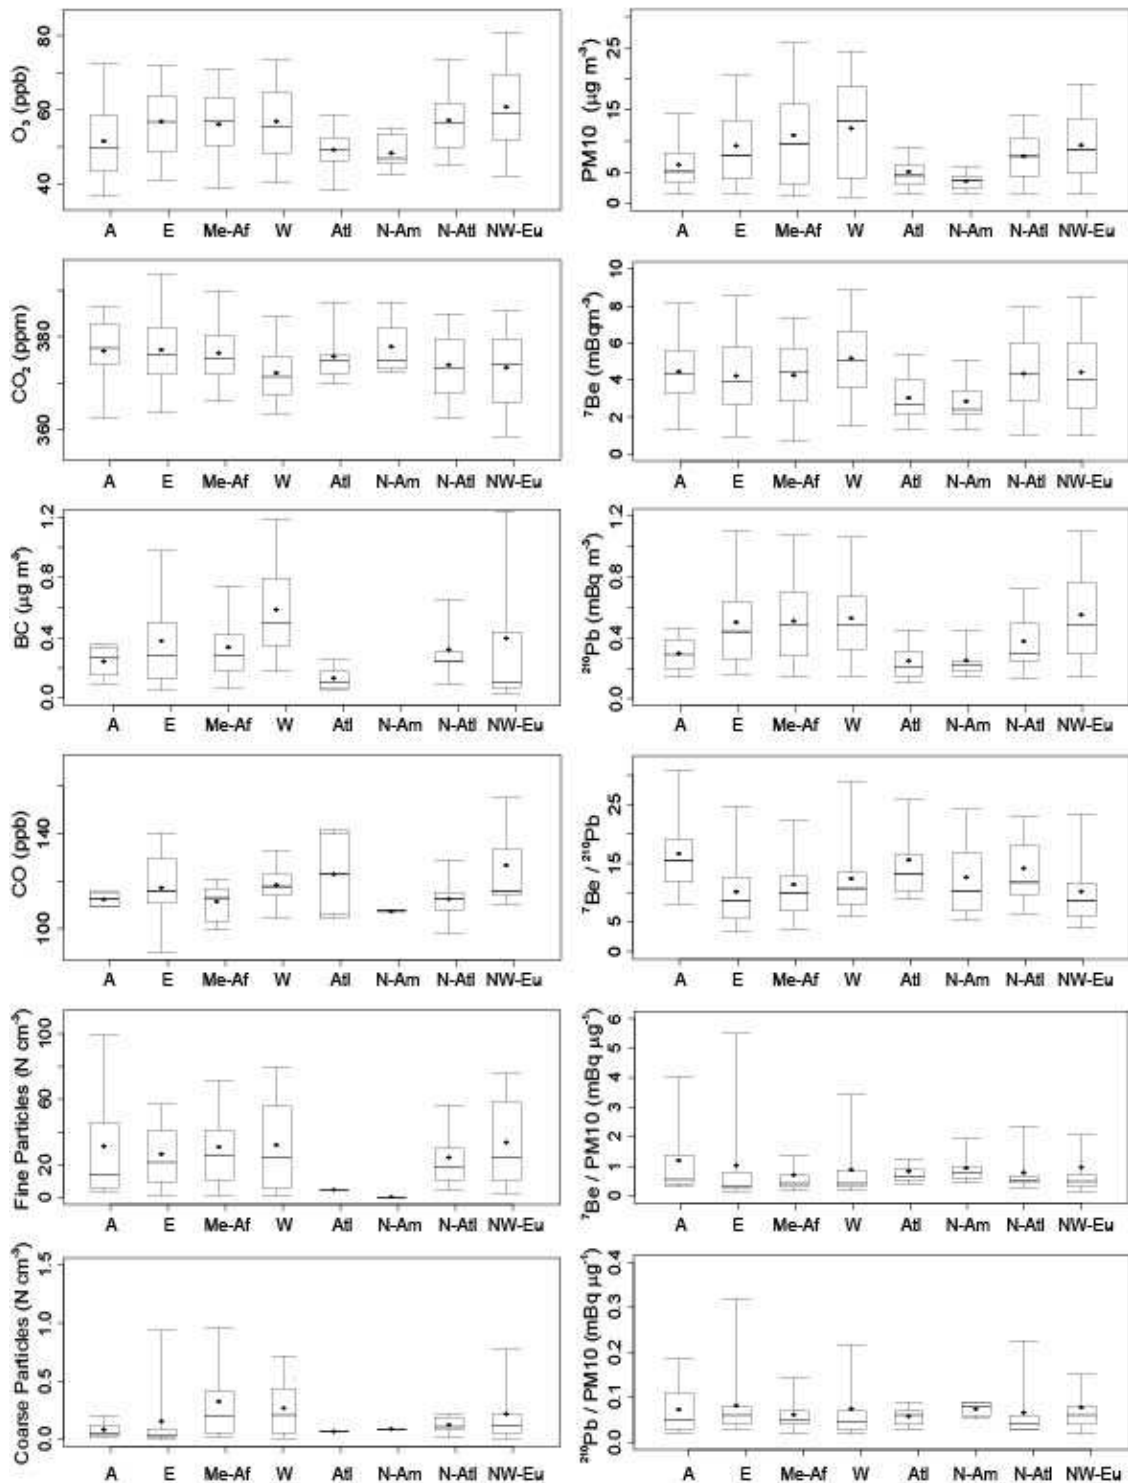 O₃ (ppb)
80
60
40
A E Me-Af W Atl N-Am N-Atl NW-Eu
PM10 (µg m⁻³)
25
15
5
0
A E Me-Af W Atl N-Am N-Atl NW-Eu
CO₂ (ppm)
380
360
A E Me-Af W Atl N-Am N-Atl NW-Eu
⁷Be (mBqm⁻³)
10
8
6
4
2
0
A E Me-Af W Atl N-Am N-Atl NW-Eu
BC (µg m³)
1.2
0.8
0.4
0.0
A E Me-Af W Atl N-Am N-Atl NW-Eu
²¹⁰Pb (mBq m⁻³)
1.2
0.8
0.4
0.0
A E Me-Af W Atl N-Am N-Atl NW-Eu
CO (ppb)
140
100
A E Me-Af W Atl N-Am N-Atl NW-Eu
⁷Be / ²¹⁰Pb
25
15
5
0
A E Me-Af W Atl N-Am N-Atl NW-Eu
Fine Particles (N cm⁻³)
100
60
20
0
A E Me-Af W Atl N-Am N-Atl NW-Eu
⁷Be / PM10 (mBq µg⁻¹)
6
5
4
3
2
1
0
A E Me-Af W Atl N-Am N-Atl NW-Eu
Coarse Particles (N cm⁻³)
1.5
1.0
0.5
0.0
A E Me-Af W Atl N-Am N-Atl NW-Eu
²¹⁰Pb / PM10 (mBq µg⁻¹)
0.4
0.3
0.2
0.1
0.0
A E Me-Af W Atl N-Am N-Atl NW-Eu